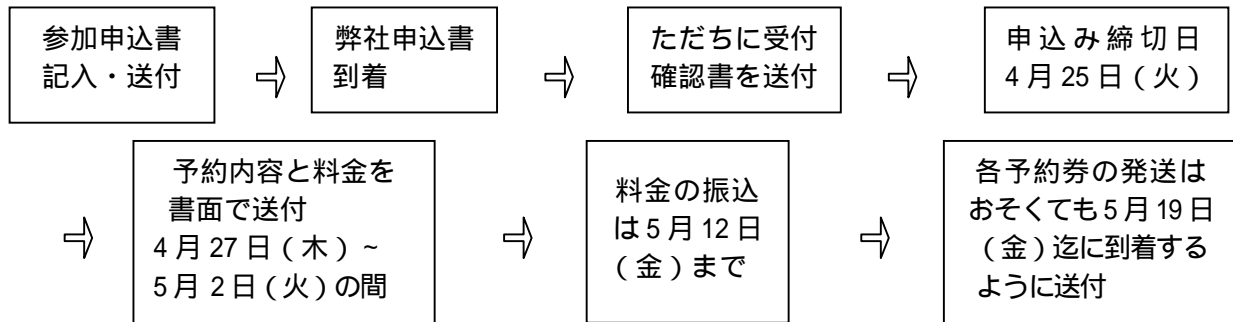 参加申込書
記入・送付
弊社申込書
到着
ただちに受付
確認書を送付
申込み締切日
4月25日(火)
予約内容と料金を
書面で送付
4月27日(木)~
5月2日(火)の間
料金の振込
は5月12日
(金)まで
各予約券の発送は
おそくても5月19日
(金)迄に到着する
ように送付